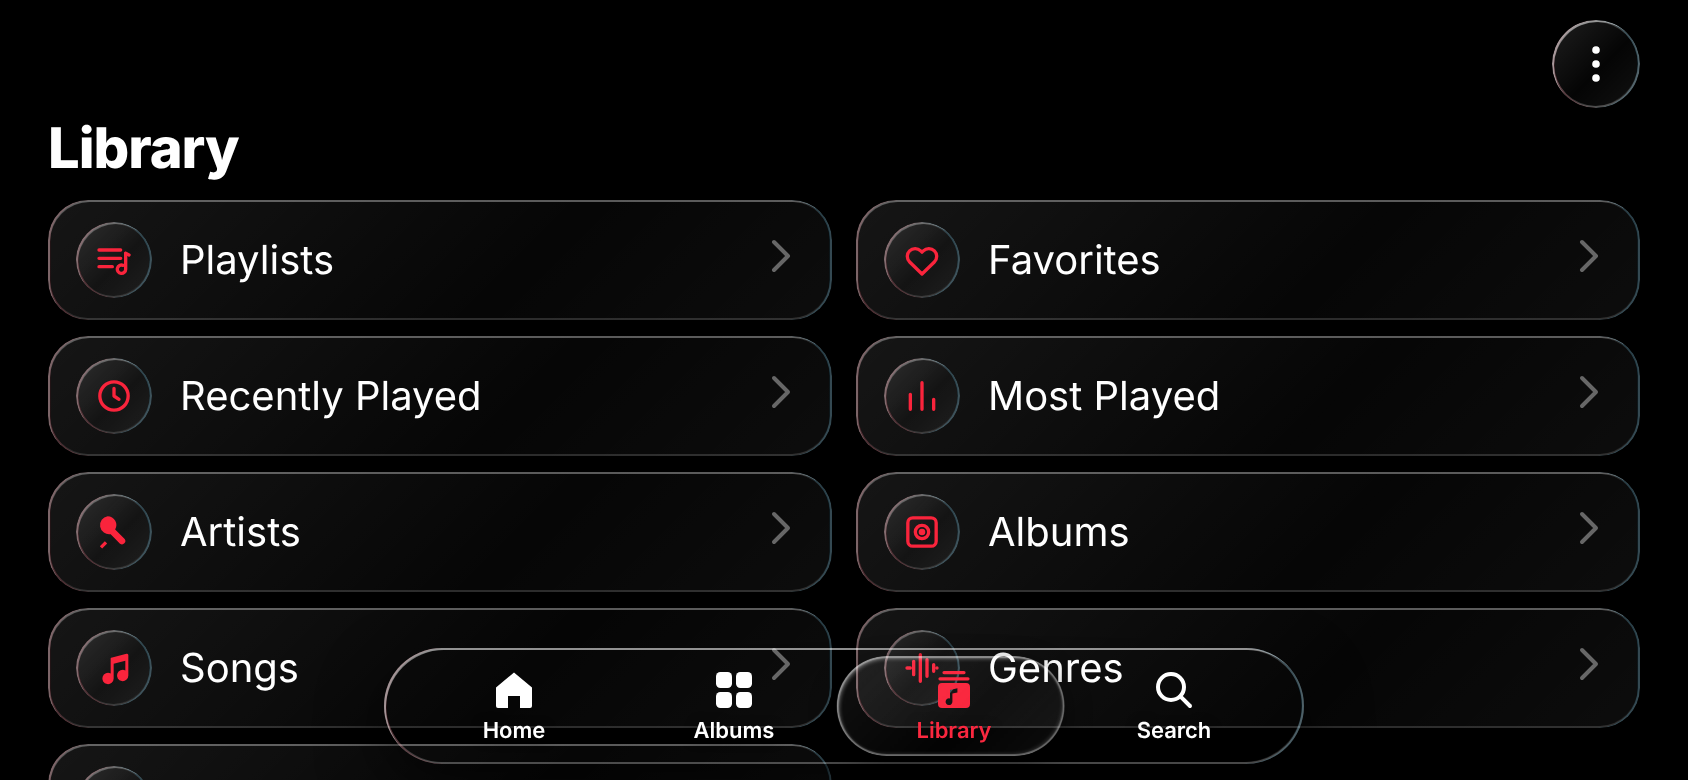 Library
Playlists
Favorites
Recently Played
Most Played
Artists
Albums
Songs
Genres
Home
Albums
Library
Search